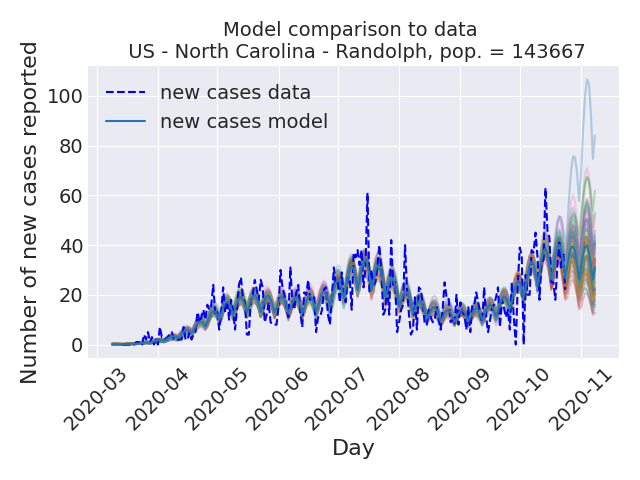 Model comparison to data
US - North Carolina - Randolph, pop. = 143667
Number of new cases reported
100
80
60
40
20
0
new cases data
new cases model
2020-03
2020-04
2020-05
2020-06
2020-07
2020-08
2020-09
2020-10
2020-11
Day